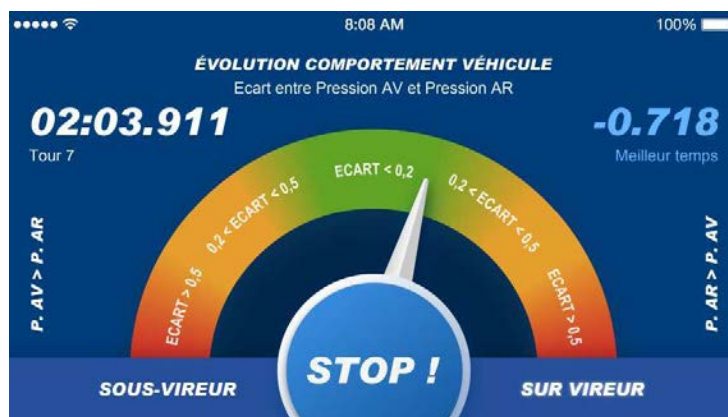 8:08 AM
100%
ÉVOLUTION COMPORTEMENT VÉHICULE
Ecart entre Pression AV et Pression AR
02:03.911
Tour 7
-0.718
Meilleur temps
P. AV > P. AR
ECART > 0,5
0,2 < ECART < 0,5
ECART < 0,2
0,2 < ECART < 0,5
ECART > 0,5
P. AR > P. AV
SOUS-VIREUR
STOP !
SUR VIREUR